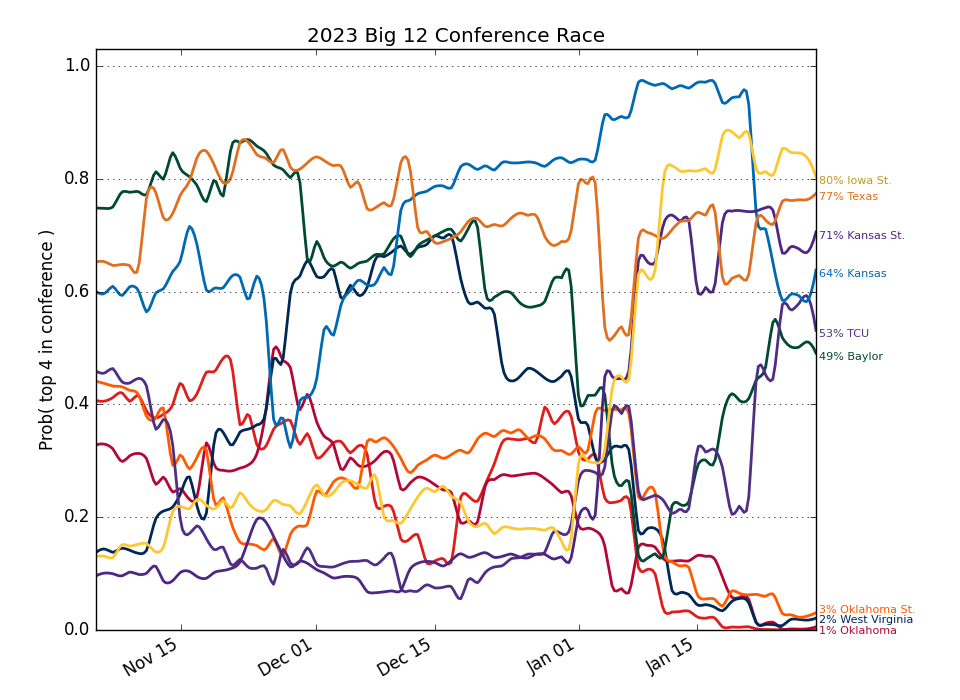 2023 Big 12 Conference Race
Prob( top 4 in conference )
1.0
0.8
0.6
0.4
0.2
0.0
Nov 15
Dec 01
Dec 15
Jan 01
Jan 15
80% Iowa St.
77% Texas
71% Kansas St.
64% Kansas
53% TCU
49% Baylor
3% Oklahoma St.
2% West Virginia
1% Oklahoma